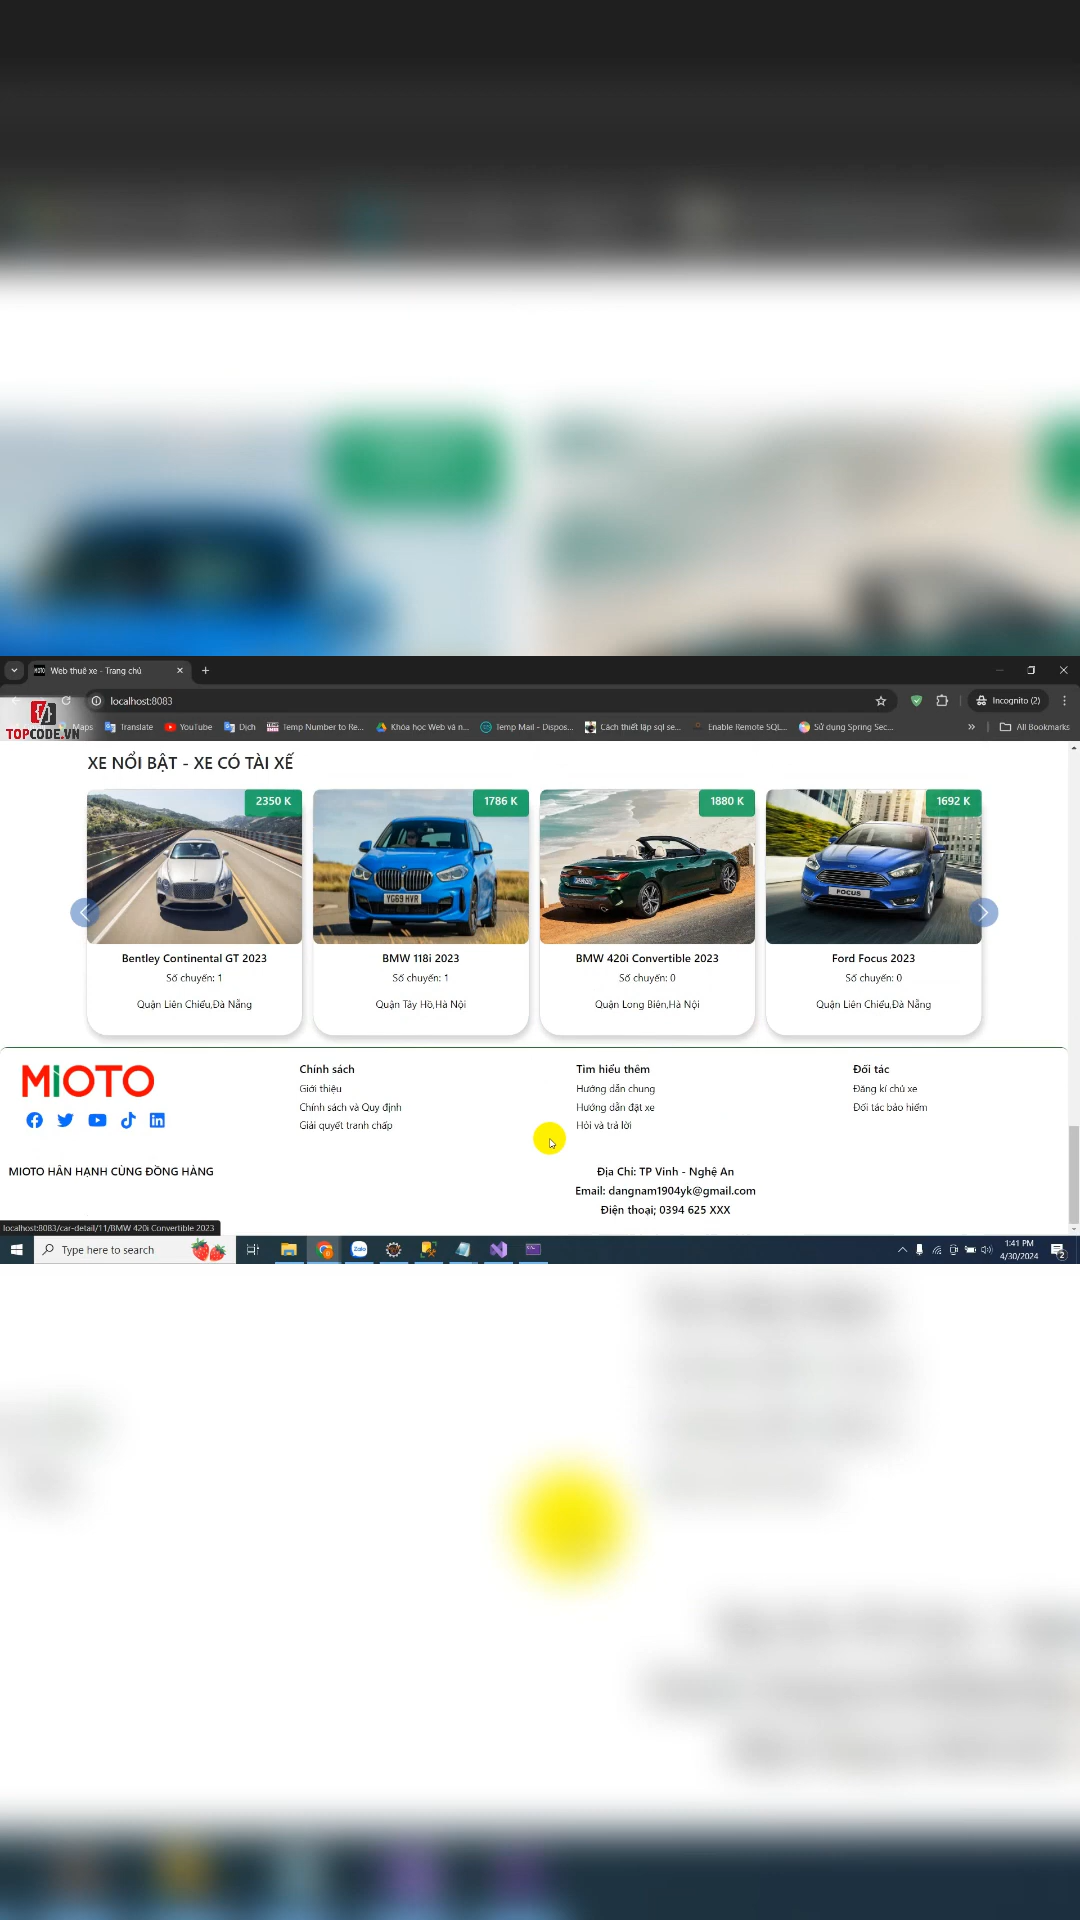 Web thuê xe - Trang chủ
localhost:8083
Incognito (2)
TOPCODE.VN
Maps
Translate
YouTube
Dịch
Temp Number to Re...
Khóa học Web và n...
Temp Mail - Dispos...
Cách thiết lập sql se...
Enable Remote SQL...
Sử dụng Spring Sec...
All Bookmarks
XE NỔI BẬT - XE CÓ TÀI XẾ
2350 K
1786 K
1880 K
1692 K
YG69 HVR
FOCUS
Bentley Continental GT 2023
BMW 118i 2023
BMW 420i Convertible 2023
Ford Focus 2023
Số chuyến: 1
Số chuyến: 1
Số chuyến: 0
Số chuyến: 0
Quận Liên Chiểu,Đà Nẵng
Quận Tây Hồ,Hà Nội
Quận Long Biên,Hà Nội
Quận Liên Chiểu,Đà Nẵng
MIOTO
Chính sách
Giới thiệu
Chính sách và Quy định
Giải quyết tranh chấp
Tìm hiểu thêm
Hướng dẫn chung
Hướng dẫn đặt xe
Hỏi và trả lời
Đối tác
Đăng kí chủ xe
Đối tác bảo hiểm
MIOTO HÂN HẠNH CÙNG ĐỒNG HÀNG
Địa Chỉ: TP Vinh - Nghệ An
Email: dangnam1904yk@gmail.com
Điện thoại; 0394 625 XXX
localhost:8083/car-detail/11/BMW 420i Convertible 2023
Type here to search
Zalo
1:41 PM
4/30/2024
2